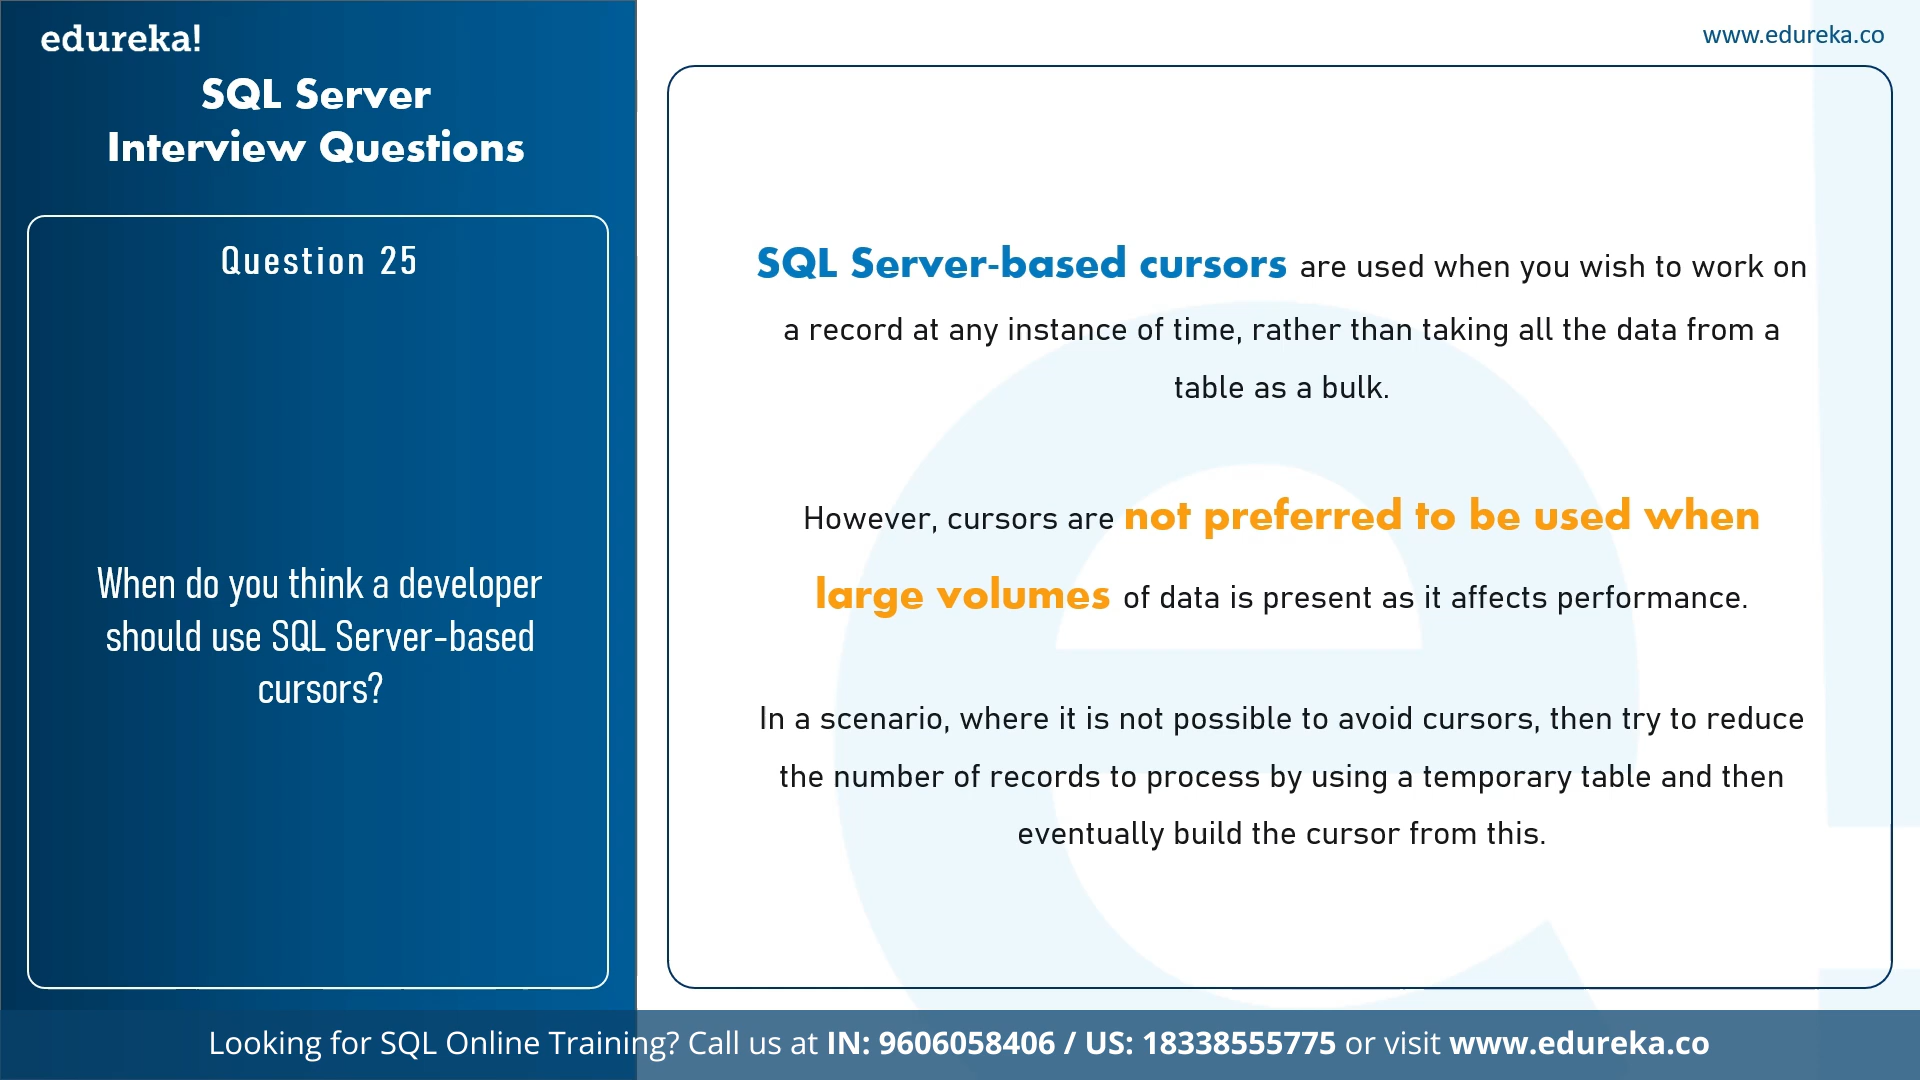 edureka!
SQL Server
Interview Questions
Question 25
When do you think a developer
should use SQL Server-based
cursors?
www.edureka.co
SQL Server-based cursors are used when you wish to work on
a record at any instance of time, rather than taking all the data from a
table as a bulk.
However, cursors are not preferred to be used when
large volumes of data is present as it affects performance.
In a scenario, where it is not possible to avoid cursors, then try to reduce
the number of records to process by using a temporary table and then
eventually build the cursor from this.
Looking for SQL Online Training? Call us at IN: 9606058406 / US: 18338555775 or visit www.edureka.co